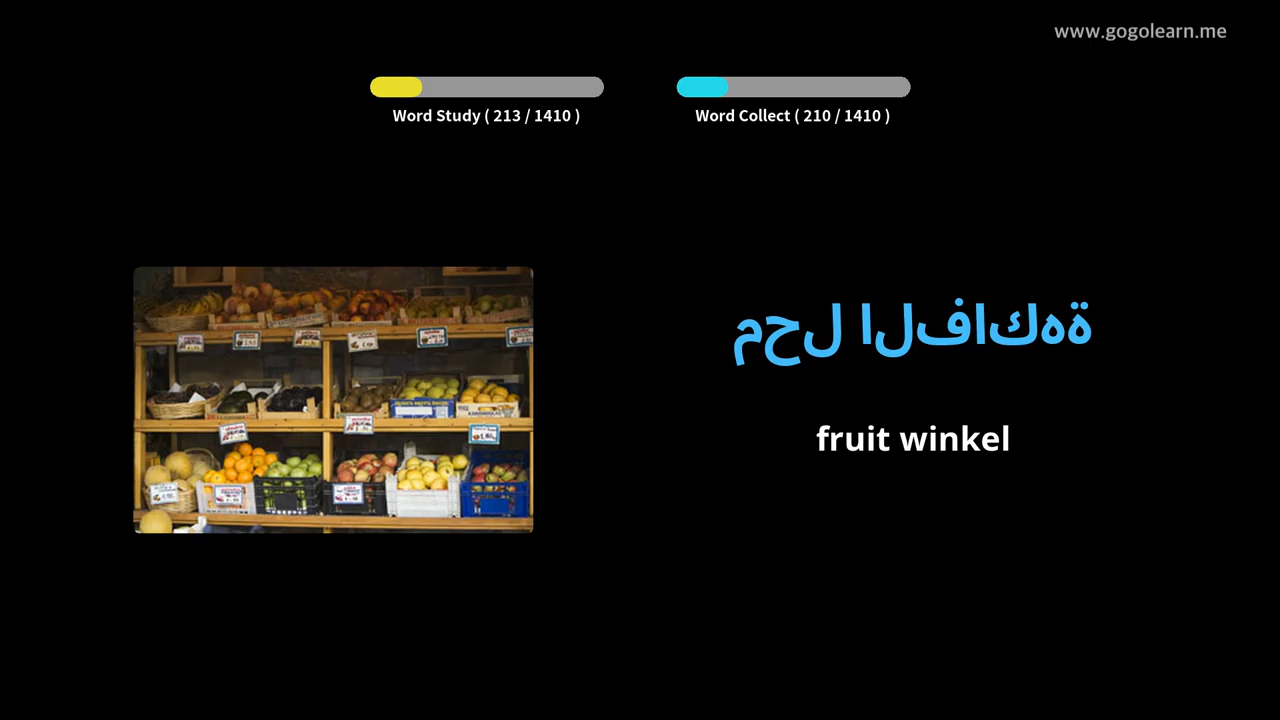 www.gogolearn.me
Word Study ( 213 / 1410 )
Word Collect ( 210 / 1410 )
محل الفاكهة
fruit winkel